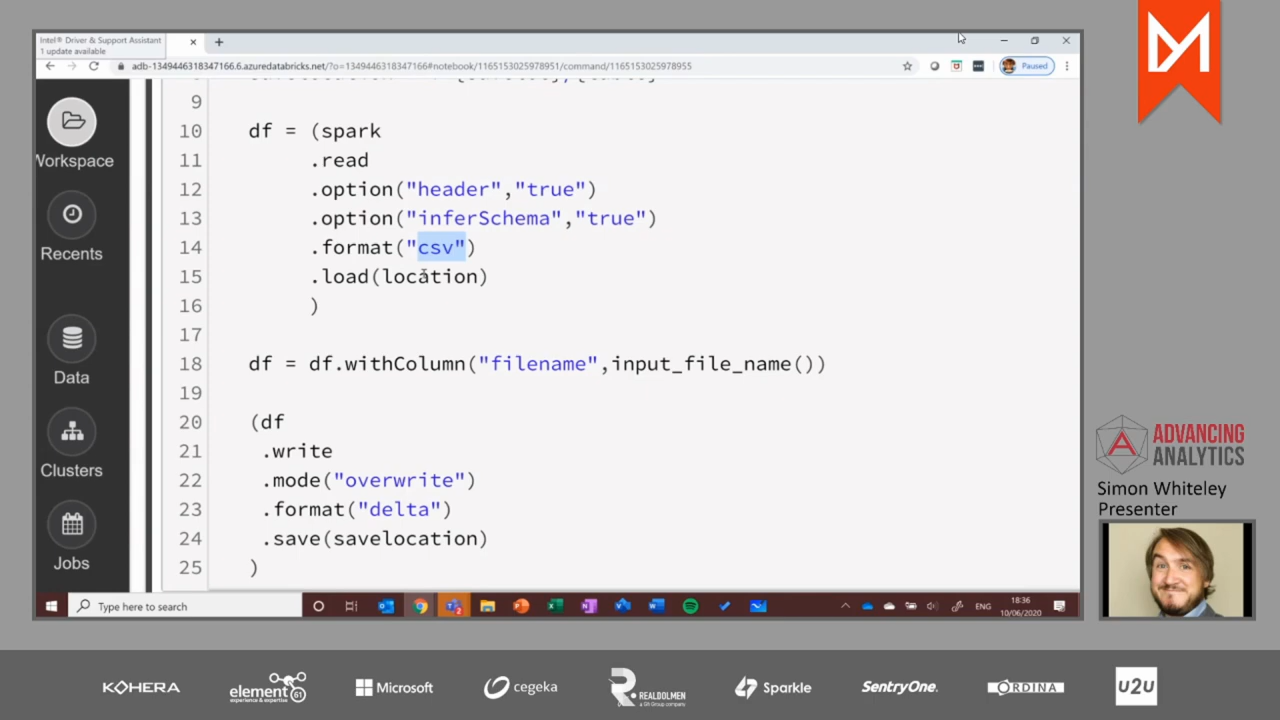 Intel® Driver & Support Assistant
1 update available
adb-1349446318347166.6.azuredatabricks.net/?o=1349446318347166#notebook/1165153025978951/command/1165153025978955
Paused
Workspace
Recents
Data
Clusters
Jobs
9
10 df = (spark
11 .read
12 .option("header","true")
13 .option("inferSchema","true")
14 .format("csv")
15 .load(location)
16 )
17
18 df = df.withColumn("filename",input_file_name())
19
20 (df
21 .write
22 .mode("overwrite")
23 .format("delta")
24 .save(savelocation)
25 )
Type here to search
ENG
18:36
10/06/2020
ADVANCING
ANALYTICS
Simon Whiteley
Presenter
KOHERA
element 61
experience & expertise
Microsoft
cegeka
REALDOLMEN
Sparkle
SentryOne.
ORDINA
U2U